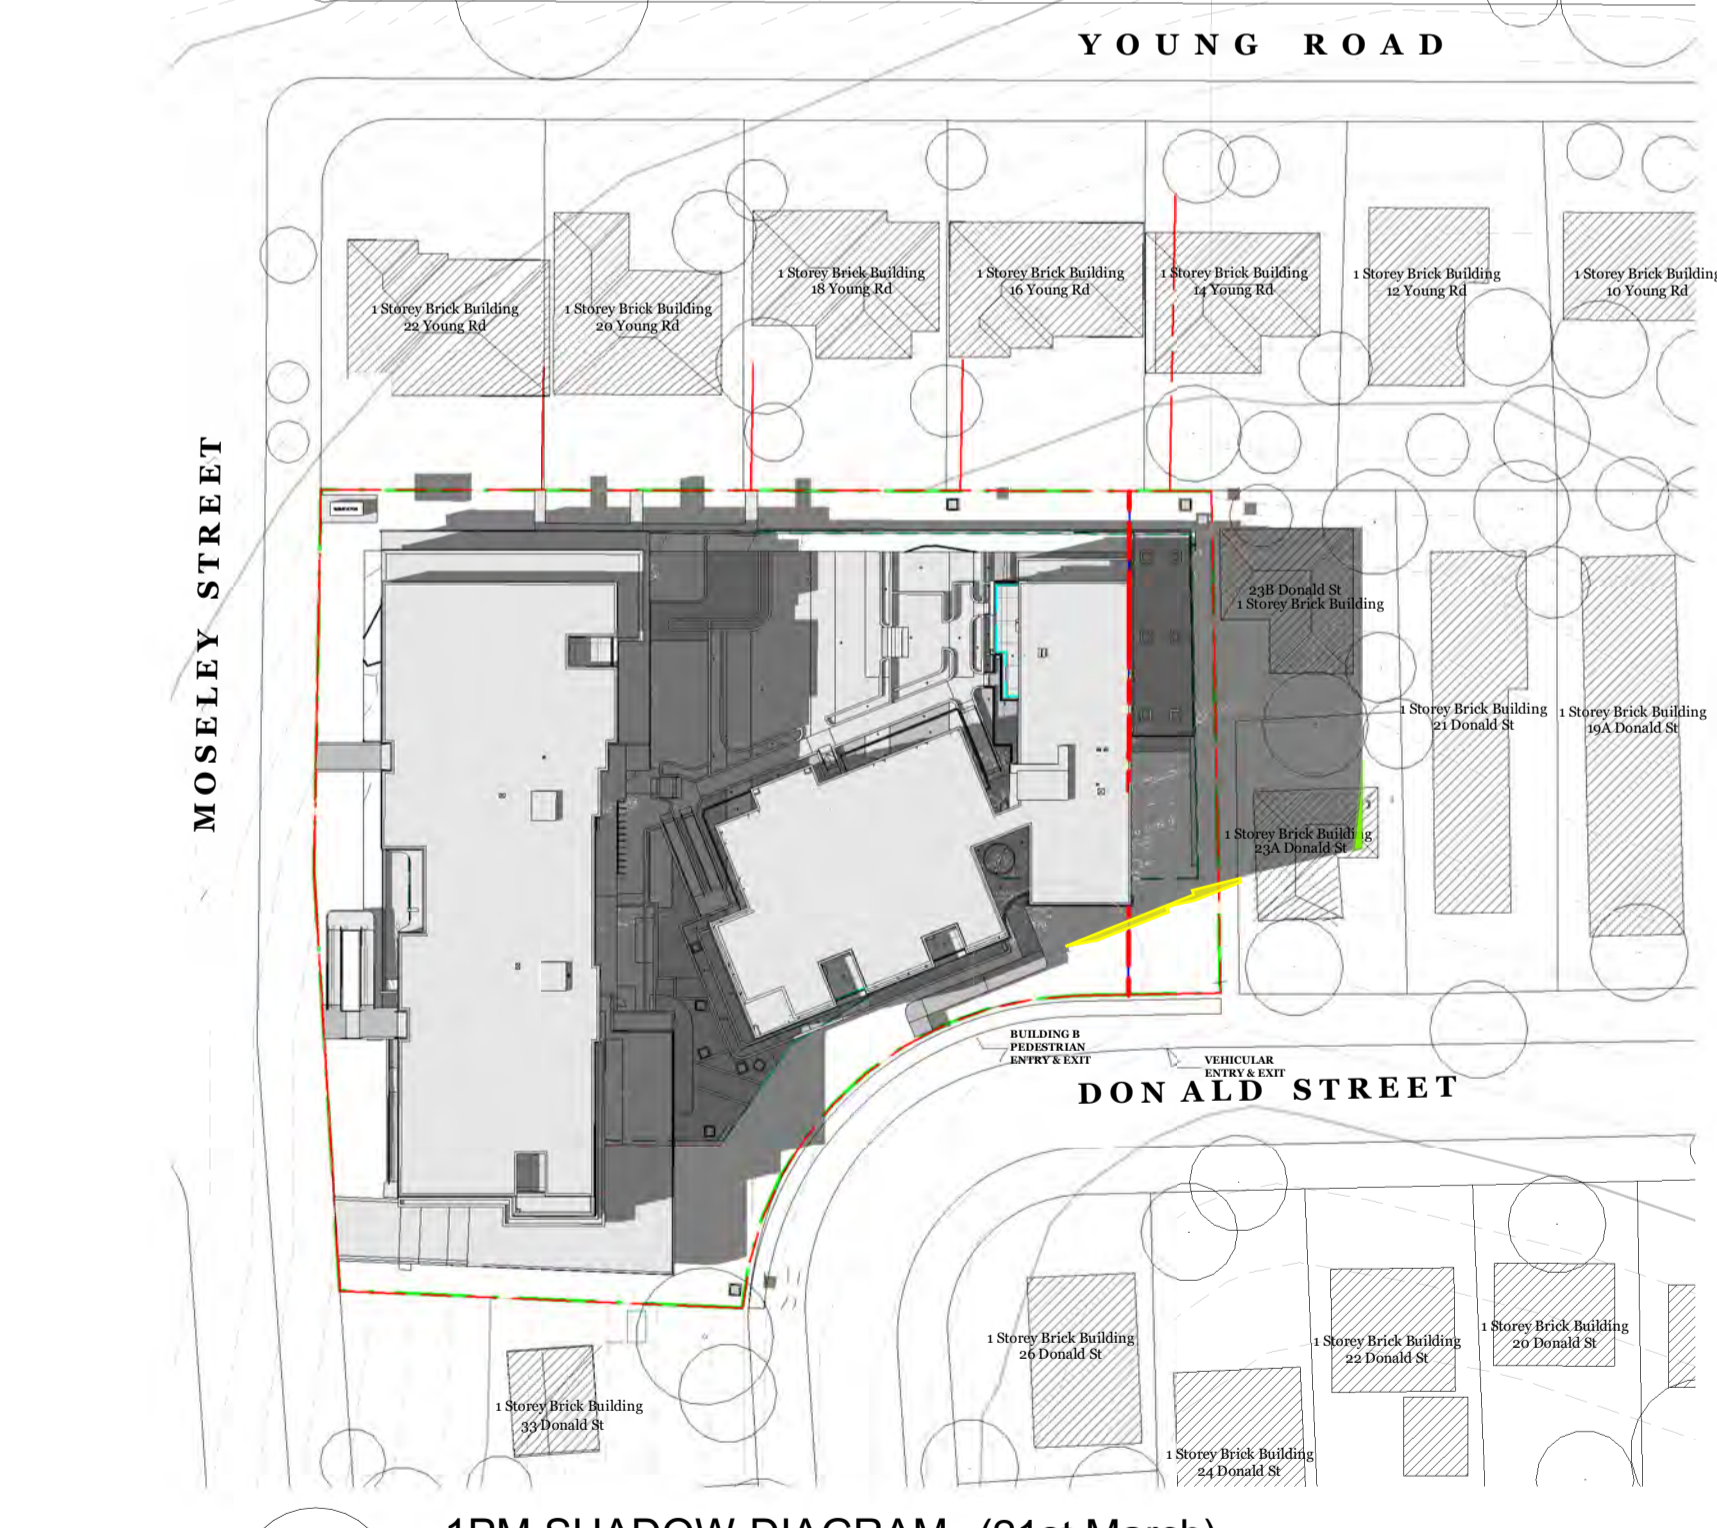 YOUNG ROAD
1 Storey Brick Building
22 Young Rd
1 Storey Brick Building
20 Young Rd
1 Storey Brick Building
18 Young Rd
1 Storey Brick Building
16 Young Rd
1 Storey Brick Building
14 Young Rd
1 Storey Brick Building
12 Young Rd
1 Storey Brick Building
10 Young Rd
MOSELEY STREET
23B Donald St
1 Storey Brick Building
1 Storey Brick Building
21 Donald St
1 Storey Brick Building
19A Donald St
1 Storey Brick Building
23A Donald St
BUILDING B
PEDESTRIAN
ENTRY & EXIT
VEHICULAR
ENTRY & EXIT
DONALD STREET
1 Storey Brick Building
26 Donald St
1 Storey Brick Building
22 Donald St
1 Storey Brick Building
20 Donald St
1 Storey Brick Building
33 Donald St
1 Storey Brick Building
24 Donald St
1PM SHADOW DIAGRAM (21st March)